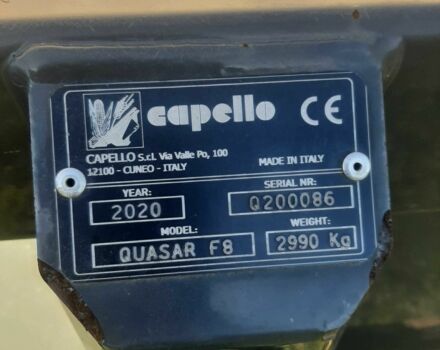 capello CE
CAPELLO S.c.l. Via Valle Po, 100
12100 - CUNEO - ITALY MADE IN ITALY
YEAR: SERIAL NR:
2020 Q200086
MODEL: WEIGHT:
QUASAR F8 2990 Kg